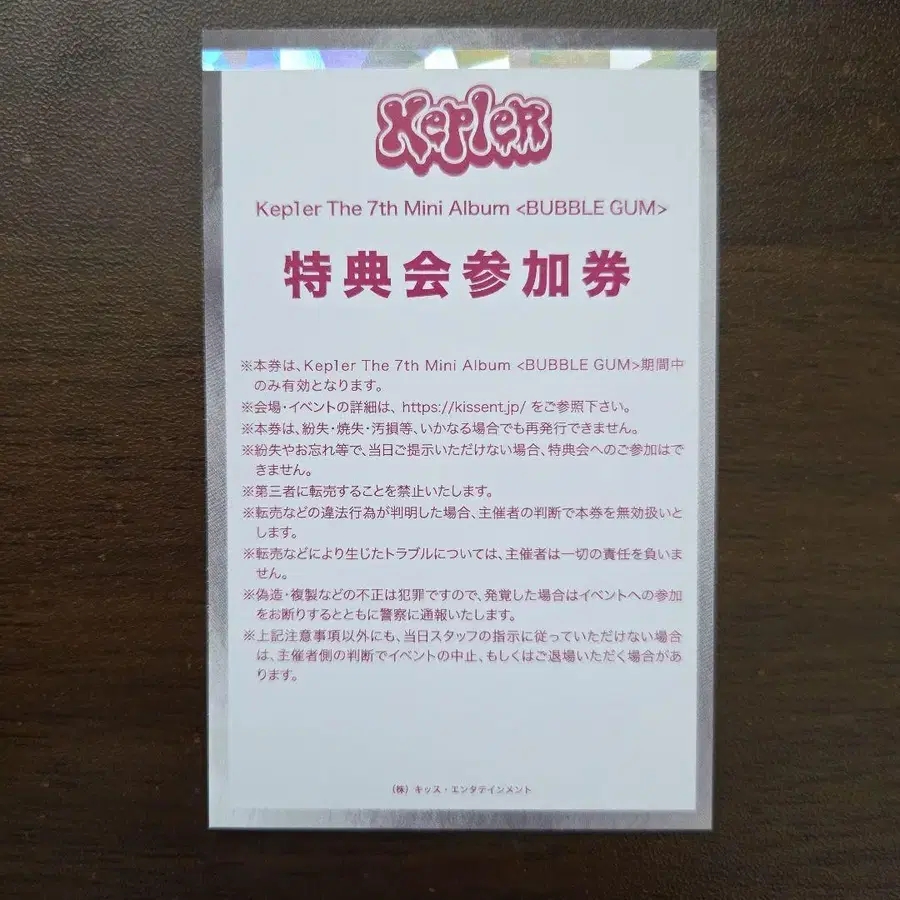 Kep1er
Kep1er The 7th Mini Album <BUBBLE GUM>
特典会参加券
※本券は、Kep1er The 7th Mini Album <BUBBLE GUM>期間中
のみ有効となります。
※会場・イベントの詳細は、 https://kissent.jp/ をご参照下さい。
※本券は、紛失・焼失・汚損等、いかなる場合でも再発行できません。
※紛失やお忘れ等で、当日ご提示いただけない場合、特典会へのご参加はで
きません。
※第三者に転売することを禁止いたします。
※転売などの違法行為が判明した場合、主催者の判断で本券を無効扱いと
します。
※転売などにより生じたトラブルについては、主催者は一切の責任を負いま
せん。
※偽造・複製などの不正は犯罪ですので、発覚した場合はイベントへの参加
をお断りするとともに警察に通報いたします。
※上記注意事項以外にも、当日スタッフの指示に従っていただけない場合
は、主催者側の判断でイベントの中止、もしくはご退場いただく場合があ
ります。
（株）キッス・エンタテインメント